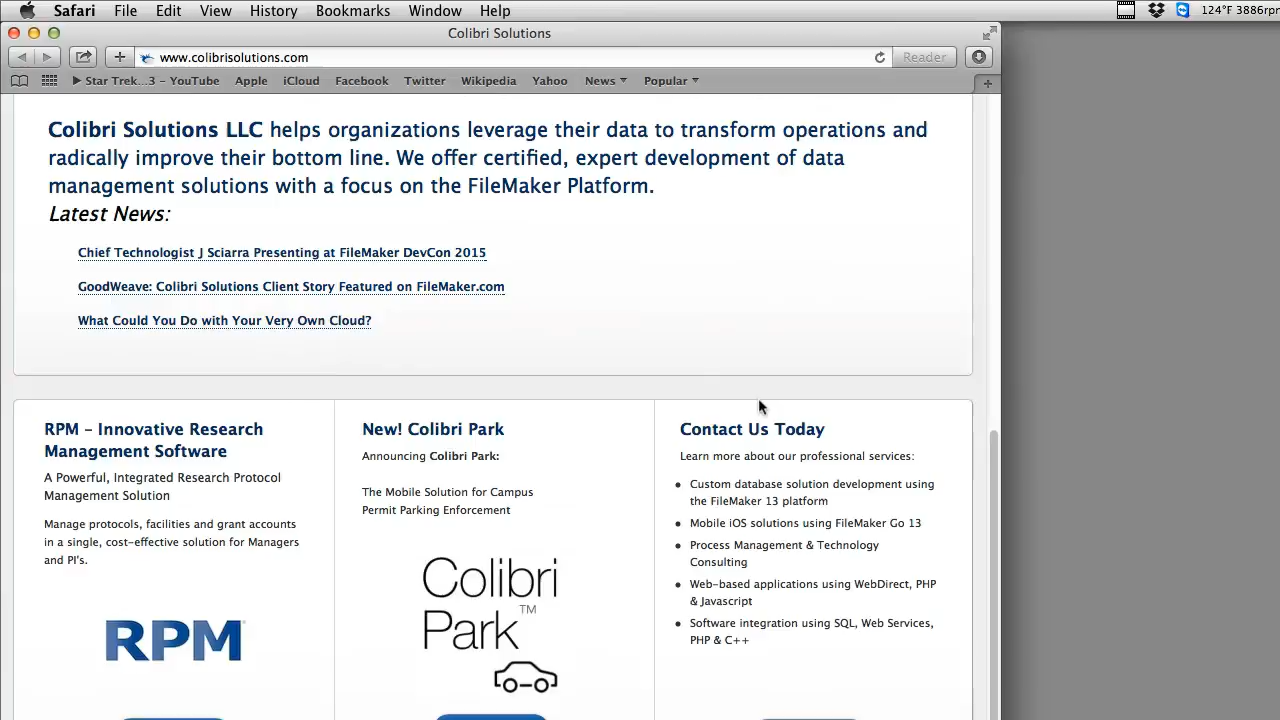 Safari File Edit View History Bookmarks Window Help 124°F 3886rpm
Colibri Solutions
www.colibrisolutions.com Reader
Star Trek...3 - YouTube Apple iCloud Facebook Twitter Wikipedia Yahoo News Popular
Colibri Solutions LLC helps organizations leverage their data to transform operations and
radically improve their bottom line. We offer certified, expert development of data
management solutions with a focus on the FileMaker Platform.
Latest News:
Chief Technologist J Sciarra Presenting at FileMaker DevCon 2015
GoodWeave: Colibri Solutions Client Story Featured on FileMaker.com
What Could You Do with Your Very Own Cloud?
RPM – Innovative Research
Management Software
A Powerful, Integrated Research Protocol
Management Solution
Manage protocols, facilities and grant accounts
in a single, cost-effective solution for Managers
and PI's.
RPM
New! Colibri Park
Announcing Colibri Park:
The Mobile Solution for Campus
Permit Parking Enforcement
Colibri
Park™
Contact Us Today
Learn more about our professional services:
Custom database solution development using
the FileMaker 13 platform
Mobile iOS solutions using FileMaker Go 13
Process Management & Technology
Consulting
Web-based applications using WebDirect, PHP
& Javascript
Software integration using SQL, Web Services,
PHP & C++